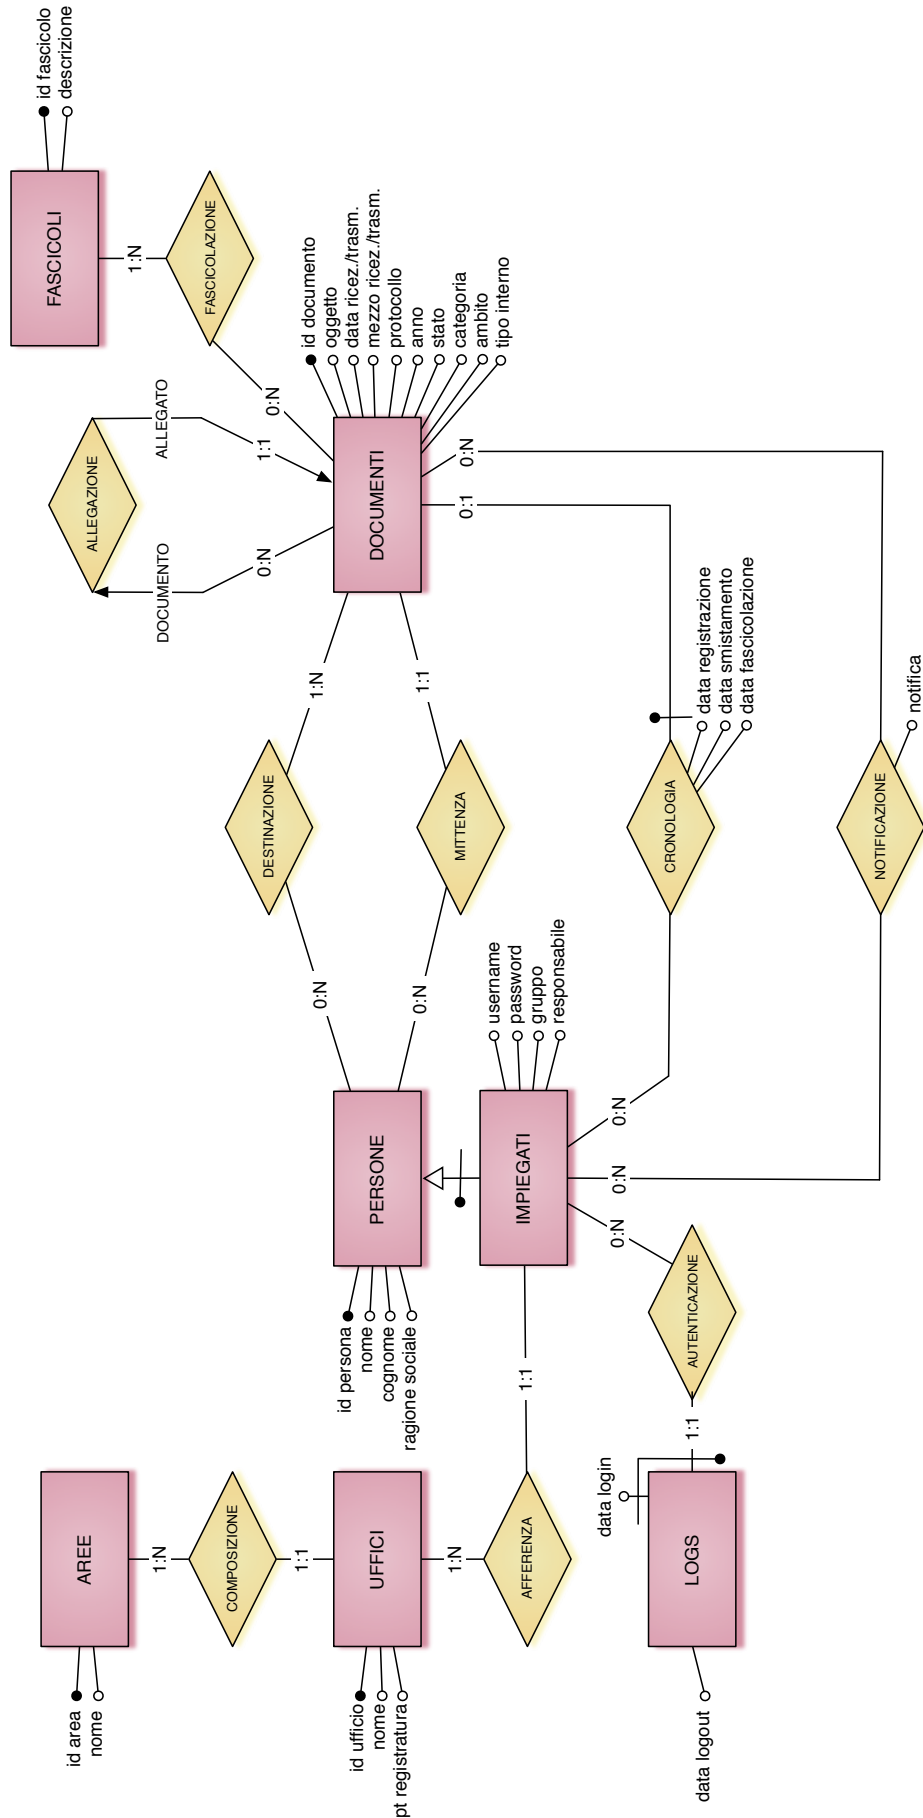 id area
nome
AREE
1:N
COMPOSIZIONE
1:1
id ufficio
nome
pt registratura
UFFICI
1:N
AFFERENZA
1:1
data logout
LOGS
data login
1:1
AUTENTICAZIONE
0:N
id persona
nome
cognome
ragione sociale
PERSONE
IMPIEGATI
username
password
gruppo
responsabile
0:N
0:N
0:N
0:N
DESTINAZIONE
MITTENZA
CRONOLOGIA
data registrazione
data smistamento
data fascicolazione
NOTIFICAZIONE
notifica
1:N
1:1
0:1
0:N
DOCUMENTI
id documento
oggetto
data ricez./trasm.
mezzo ricez./trasm.
protocollo
anno
stato
categoria
ambito
tipo interno
DOCUMENTO
0:N
ALLEGAZIONE
ALLEGATO
1:1
0:N
FASCICOLAZIONE
1:N
FASCICOLI
id fascicolo
descrizione